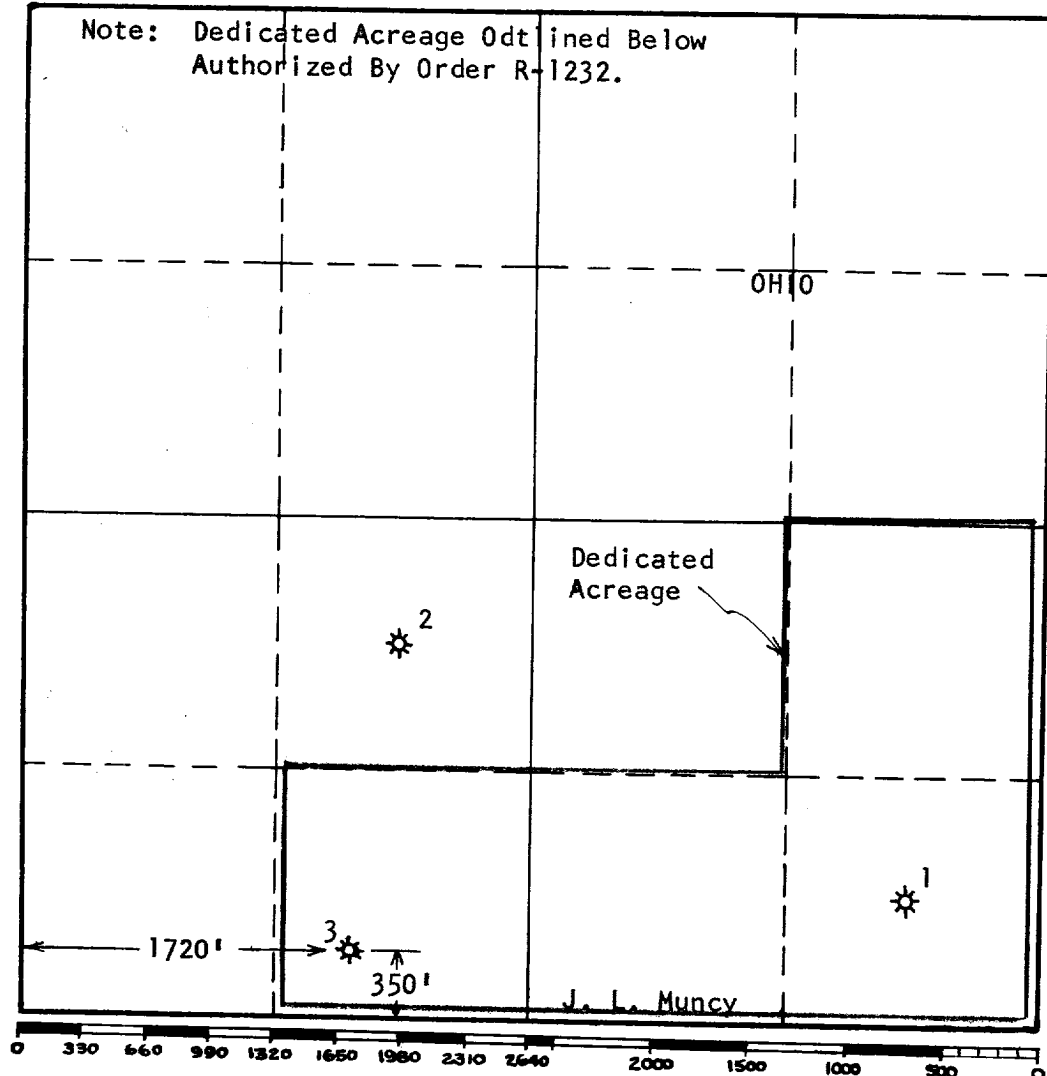 Note: Dedicated Acreage Odtlined Below
Authorized By Order R-1232.
OHIO
Dedicated
Acreage
2
1
3
1720'
350'
J. L. Muncy
0 330 660 990 1320 1650 1980 2310 2640 2000 1500 1000 500 0